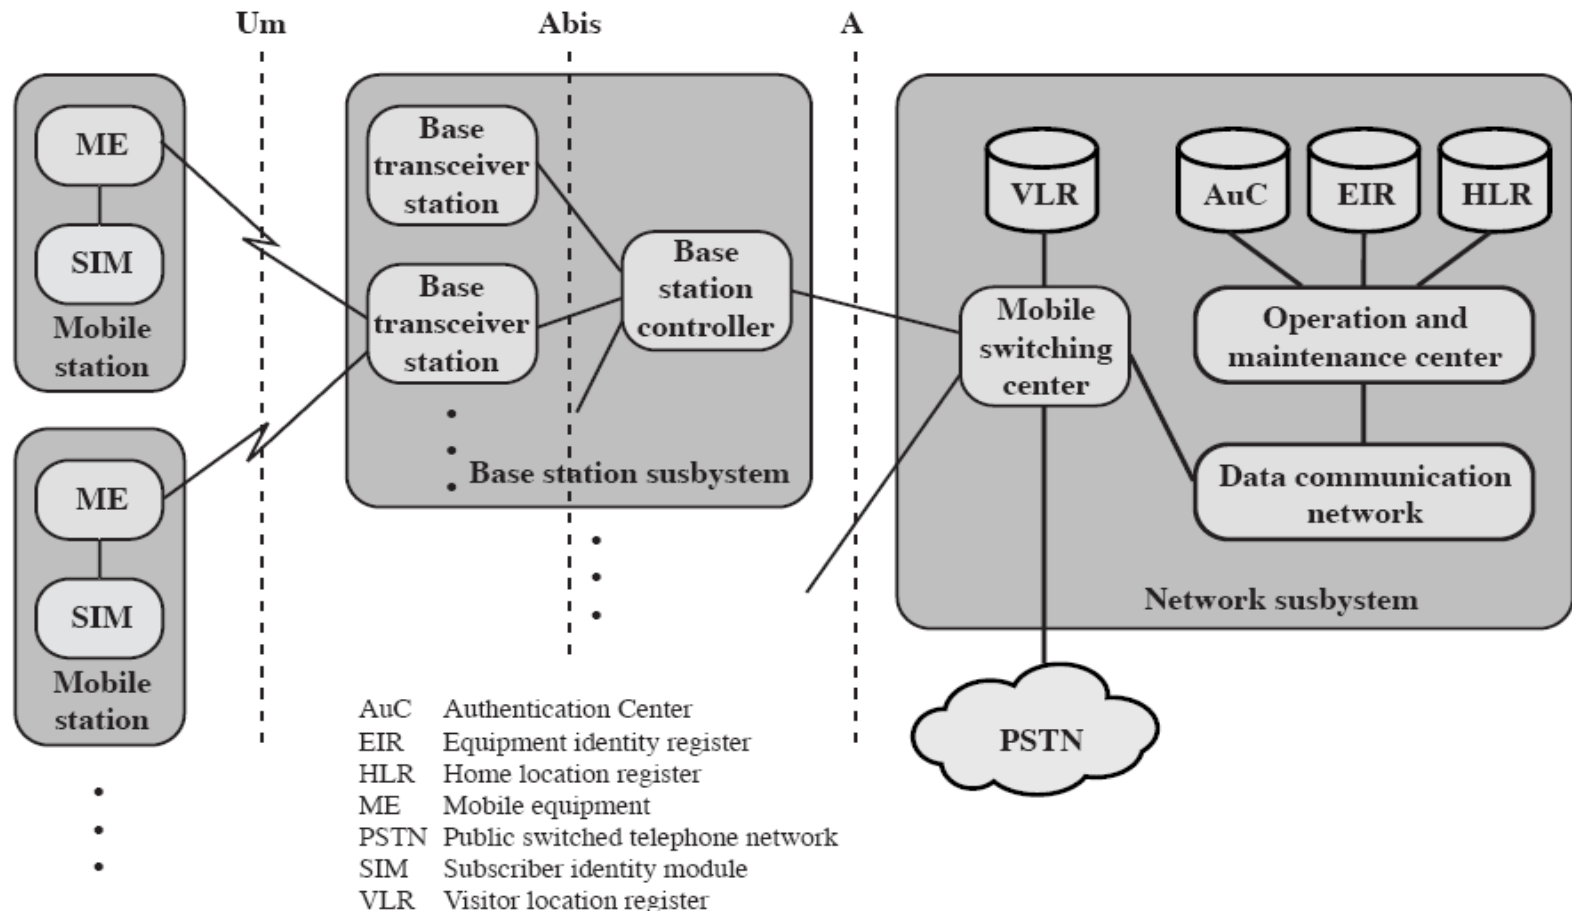 Um
Abis
A
ME
SIM
Mobile
station
ME
SIM
Mobile
station
Base
transceiver
station
Base
transceiver
station
Base
station
controller
Base station susbystem
VLR
AuC
EIR
HLR
Mobile
switching
center
Operation and
maintenance center
Data communication
network
Network susbystem
PSTN
AuC Authentication Center
EIR Equipment identity register
HLR Home location register
ME Mobile equipment
PSTN Public switched telephone network
SIM Subscriber identity module
VLR Visitor location register